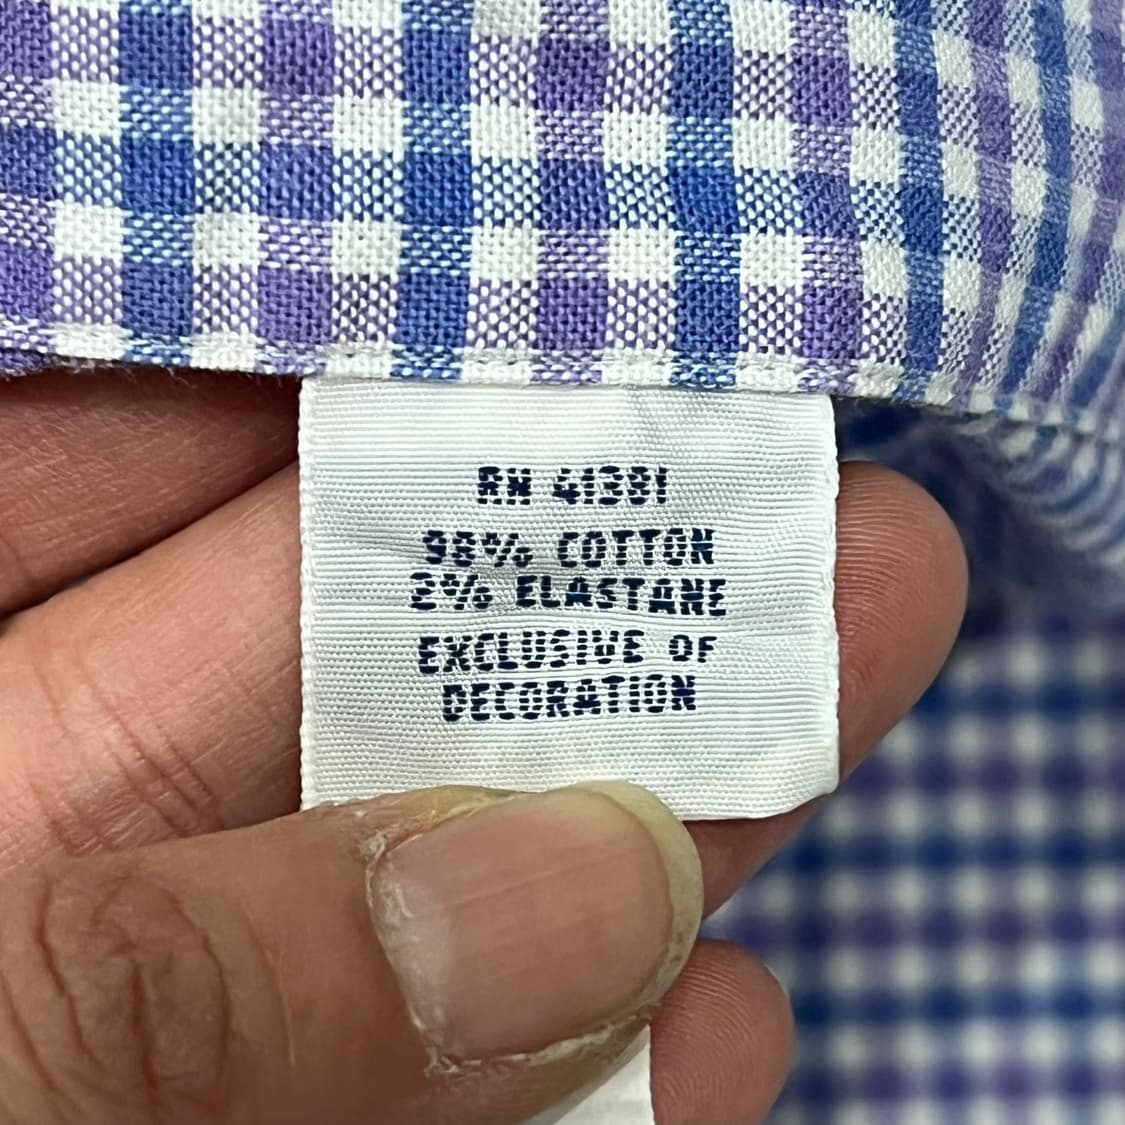 RN 41381
98% COTTON
2% ELASTANE
EXCLUSIVE OF
DECORATION